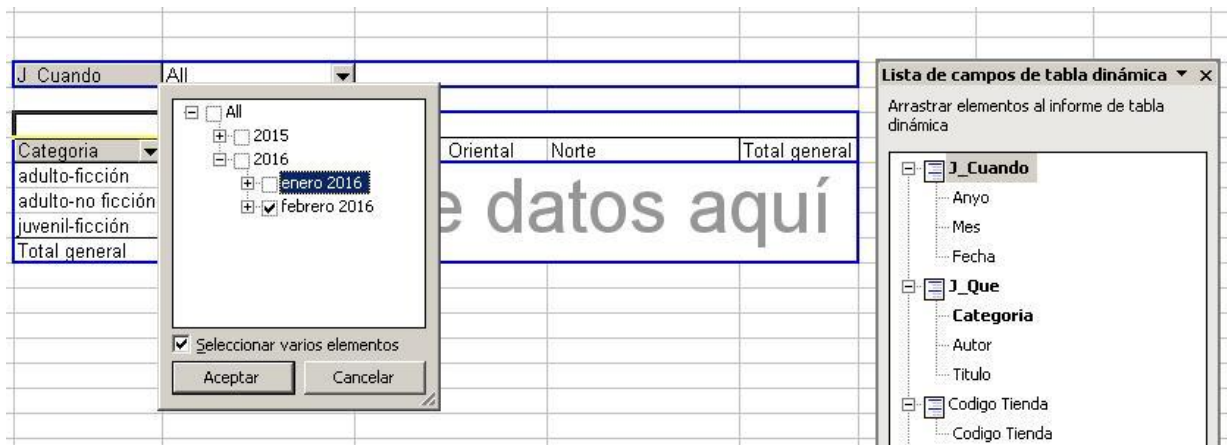 J_Cuando All
All
2015
2016
enero 2016
febrero 2016
Seleccionar varios elementos
Aceptar Cancelar
Categoria Oriental Norte Total general
adulto-ficción
adulto-no ficción
juvenil-ficción
Total general
e datos aquí
Lista de campos de tabla dinámica
Arrastrar elementos al informe de tabla
dinámica
J_Cuando
Anyo
Mes
Fecha
J_Que
Categoria
Autor
Titulo
Codigo Tienda
Codigo Tienda